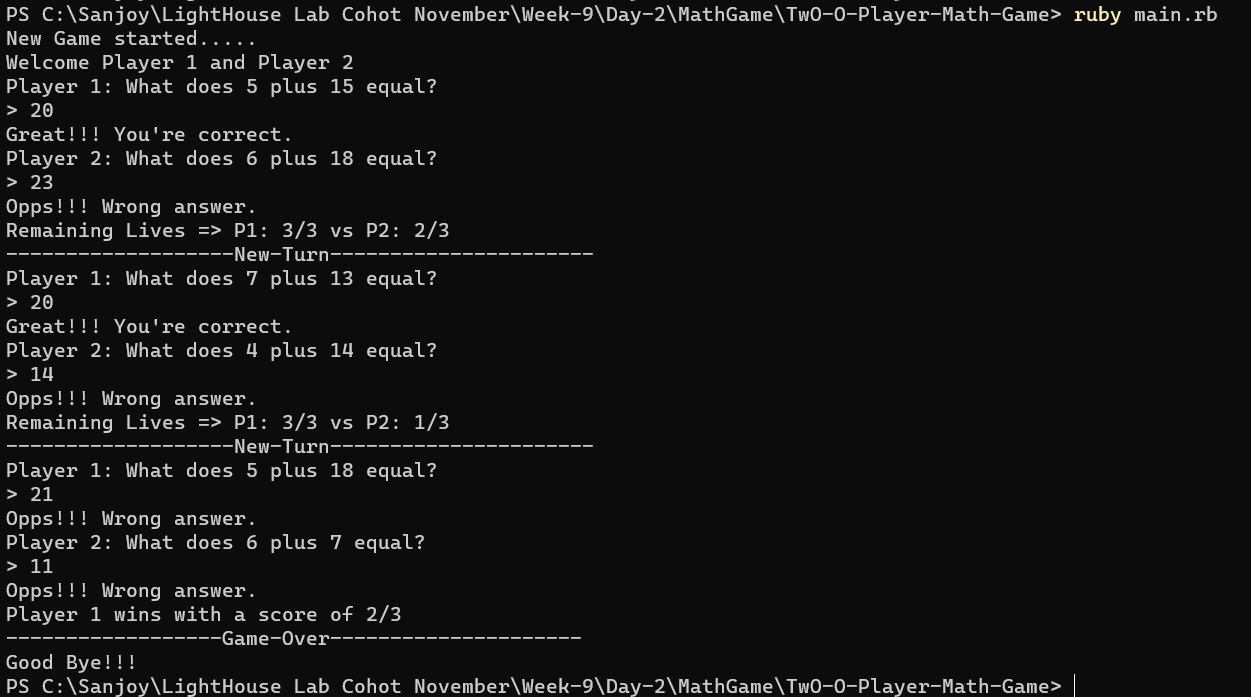 PS C:\Sanjoy\LightHouse Lab Cohot November\Week-9\Day-2\MathGame\TwO-O-Player-Math-Game> ruby main.rb
New Game started.....
Welcome Player 1 and Player 2
Player 1: What does 5 plus 15 equal?
> 20
Great!!! You're correct.
Player 2: What does 6 plus 18 equal?
> 23
Opps!!! Wrong answer.
Remaining Lives => P1: 3/3 vs P2: 2/3
-------------------New-Turn----------------------
Player 1: What does 7 plus 13 equal?
> 20
Great!!! You're correct.
Player 2: What does 4 plus 14 equal?
> 14
Opps!!! Wrong answer.
Remaining Lives => P1: 3/3 vs P2: 1/3
-------------------New-Turn----------------------
Player 1: What does 5 plus 18 equal?
> 21
Opps!!! Wrong answer.
Player 2: What does 6 plus 7 equal?
> 11
Opps!!! Wrong answer.
Player 1 wins with a score of 2/3
------------------Game-Over---------------------
Good Bye!!!
PS C:\Sanjoy\LightHouse Lab Cohot November\Week-9\Day-2\MathGame\TwO-O-Player-Math-Game>